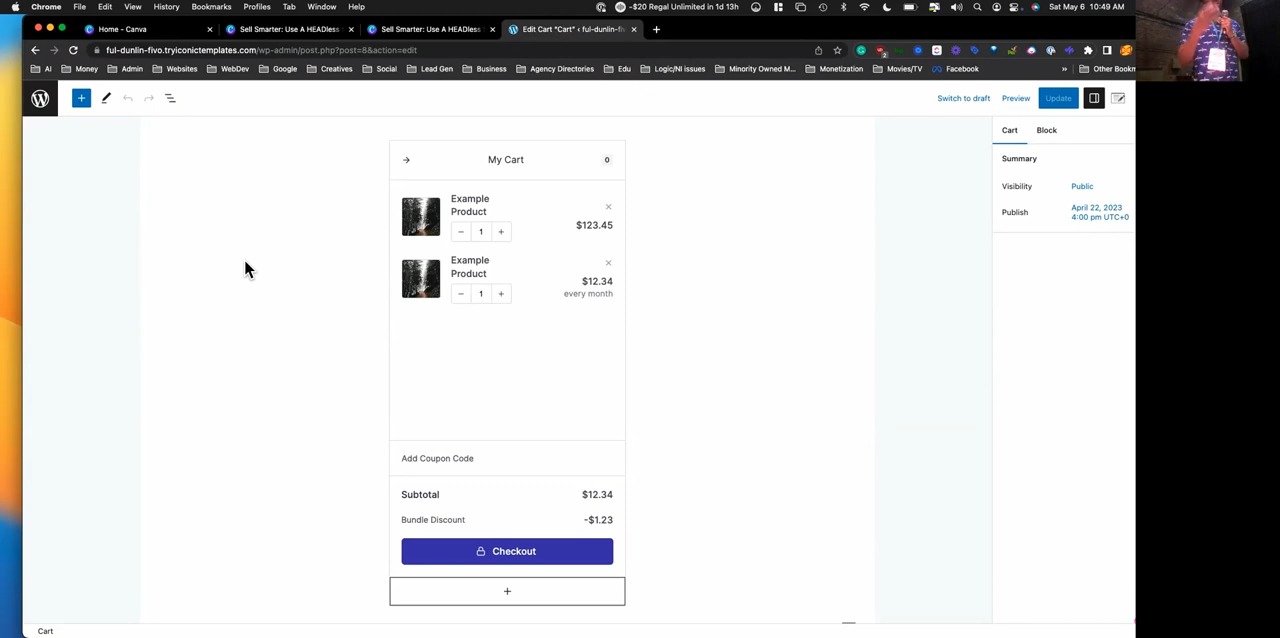 Chrome File Edit View History Bookmarks Profiles Tab Window Help
-$20 Regal Unlimited in 1d 13h
Sat May 6 10:49 AM
Home - Canva
Sell Smarter: Use A HEADless
Sell Smarter: Use A HEADless
Edit Cart "Cart" ‹ ful-dunlin-fiv
ful-dunlin-fivo.tryiconictemplates.com/wp-admin/post.php?post=8&action=edit
AI Money Admin Websites WebDev Google Creatives Social Lead Gen Business Agency Directories Edu Logic/NI issues Minority Owned M... Monetization Movies/TV Facebook » Other Bookm
Switch to draft Preview Update
Cart Block
Summary
Visibility Public
Publish April 22, 2023
4:00 pm UTC+0
My Cart 0
Example
Product
1
$123.45
Example
Product
1
$12.34
every month
Add Coupon Code
Subtotal $12.34
Bundle Discount -$1.23
Checkout
+
Cart